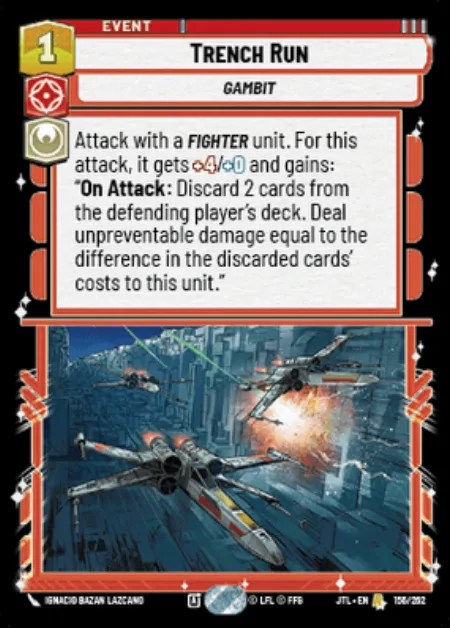 EVENT
1
TRENCH RUN
GAMBIT
Attack with a FIGHTER unit. For this
attack, it gets +4/+0 and gains:
"On Attack: Discard 2 cards from
the defending player's deck. Deal
unpreventable damage equal to the
difference in the discarded cards'
costs to this unit."
IGNACIO BAZAN LAZCANO © LFL © FFG JTL • EN 156/262